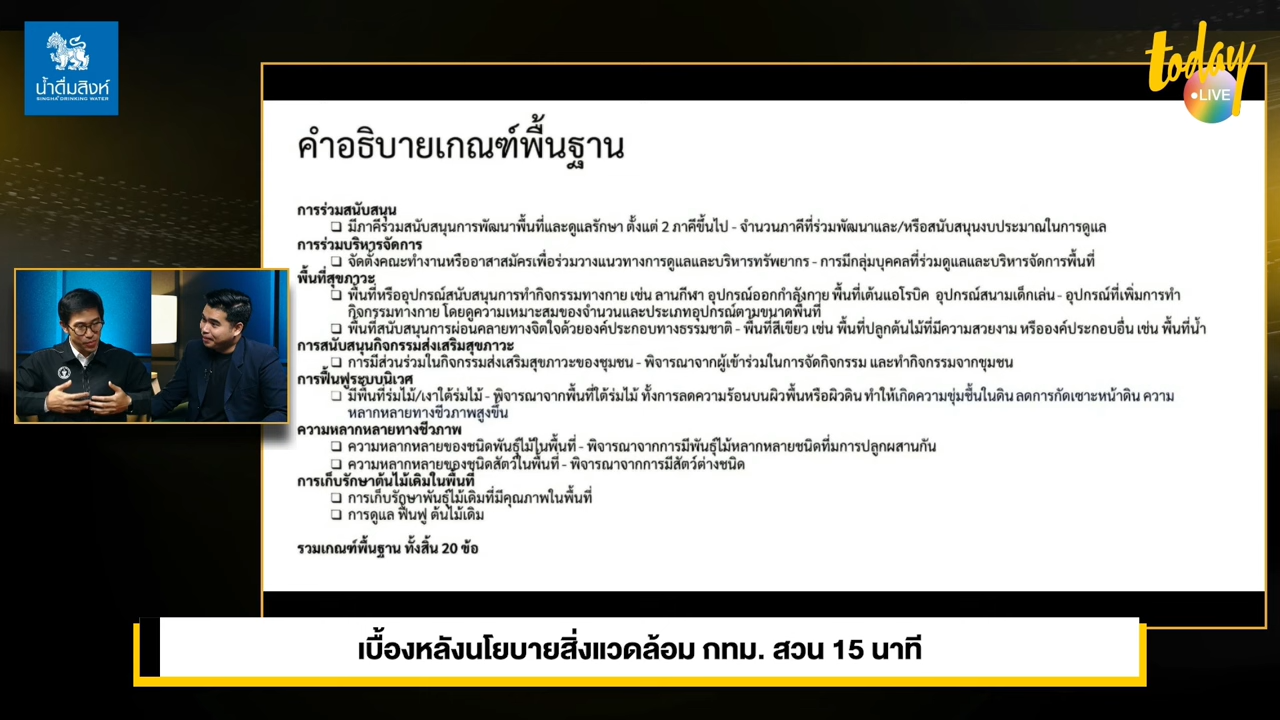 น้ำดื่มสิงห์
SINGHA DRINKING WATER
today
LIVE
คำอธิบายเกณฑ์พื้นฐาน
การร่วมสนับสนุน
❑ มีภาคีร่วมสนับสนุนการพัฒนาพื้นที่และดูแลรักษา ตั้งแต่ 2 ภาคีขึ้นไป - จำนวนภาคีที่ร่วมพัฒนาและ/หรือสนับสนุนงบประมาณในการดูแล
การร่วมบริหารจัดการ
❑ จัดตั้งคณะทำงานหรืออาสาสมัครเพื่อร่วมวางแนวทางการดูแลและบริหารทรัพยากร - การมีกลุ่มบุคคลที่ร่วมดูแลและบริหารจัดการพื้นที่
พื้นที่สุขภาวะ
❑ พื้นที่หรืออุปกรณ์สนับสนุนการทำกิจกรรมทางกาย เช่น ลานกีฬา อุปกรณ์ออกกำลังกาย พื้นที่เต้นแอโรบิค อุปกรณ์สนามเด็กเล่น - อุปกรณ์ที่เพิ่มการทำ
กิจกรรมทางกาย โดยดูความเหมาะสมของจำนวนและประเภทอุปกรณ์ตามขนาดพื้นที่
❑ พื้นที่สนับสนุนการผ่อนคลายทางจิตใจด้วยองค์ประกอบทางธรรมชาติ - พื้นที่สีเขียว เช่น พื้นที่ปลูกต้นไม้ที่มีความสวยงาม หรือองค์ประกอบอื่น เช่น พื้นที่น้ำ
การสนับสนุนกิจกรรมส่งเสริมสุขภาวะ
❑ การมีส่วนร่วมในกิจกรรมส่งเสริมสุขภาวะของชุมชน - พิจารณาจากผู้เข้าร่วมในการจัดกิจกรรม และทำกิจกรรมจากชุมชน
การฟื้นฟูระบบนิเวศ
❑ มีพื้นที่ร่มไม้/เงาใต้ร่มไม้ - พิจารณาจากพื้นที่ใต้ร่มไม้ ทั้งการลดความร้อนบนผิวพื้นหรือผิวดิน ทำให้เกิดความชุ่มชื้นในดิน ลดการกัดเซาะหน้าดิน ความ
หลากหลายทางชีวภาพสูงขึ้น
ความหลากหลายทางชีวภาพ
❑ ความหลากหลายของชนิดพันธุ์ไม้ในพื้นที่ - พิจารณาจากการมีพันธุ์ไม้หลากหลายชนิดที่มการปลูกผสานกัน
❑ ความหลากหลายของชนิดสัตว์ในพื้นที่ - พิจารณาจากการมีสัตว์ต่างชนิด
การเก็บรักษาต้นไม้เดิมในพื้นที่
❑ การเก็บรักษาพันธุ์ไม้เดิมที่มีคุณภาพในพื้นที่
❑ การดูแล ฟื้นฟู ต้นไม้เดิม
รวมเกณฑ์พื้นฐาน ทั้งสิ้น 20 ข้อ
เบื้องหลังนโยบายสิ่งแวดล้อม กทม. สวน 15 นาที